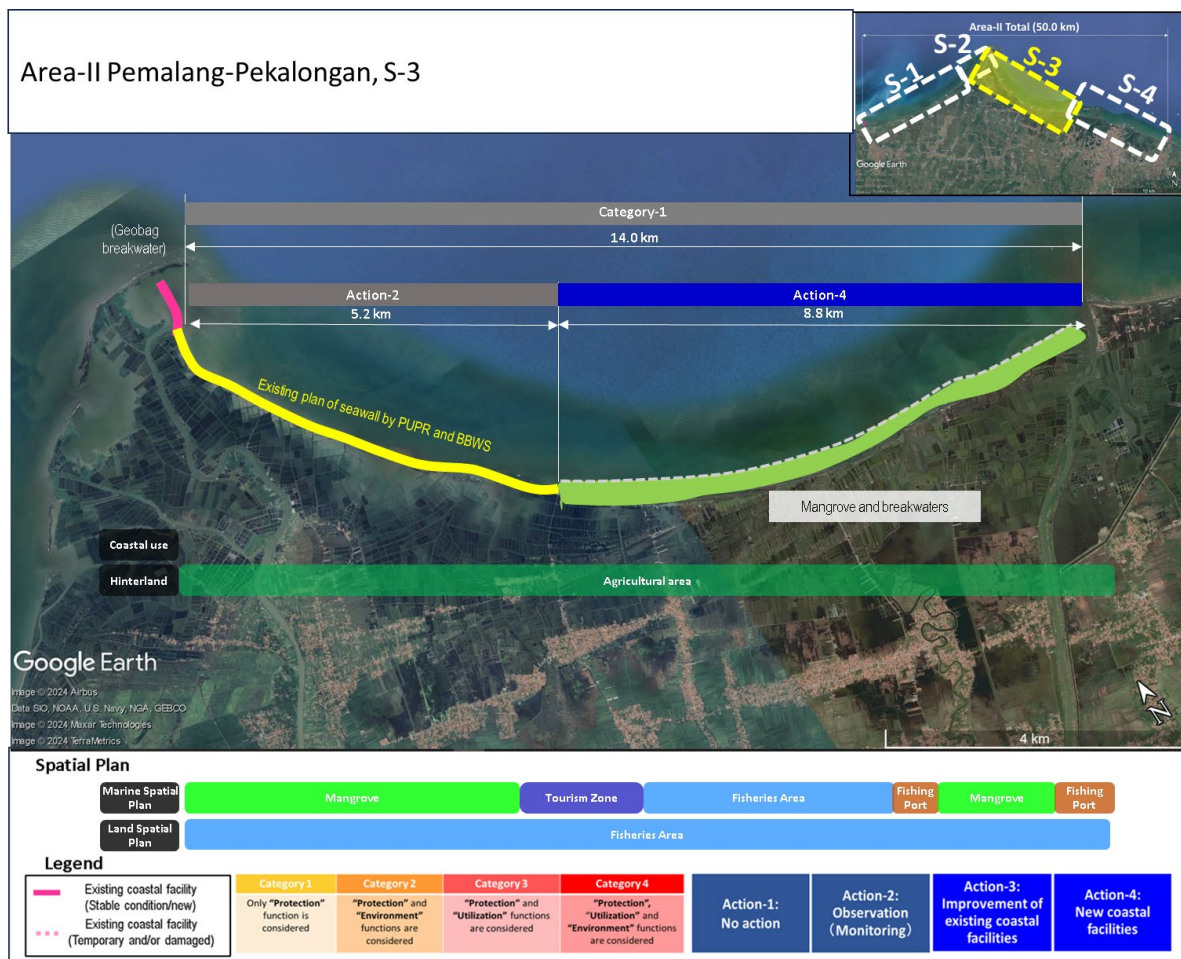 Area-II Pemalang-Pekalongan, S-3
Area-II Total (50.0 km)
S-1
S-2
S-3
S-4
Google Earth
N
Category-1
14.0 km
(Geobag
breakwater)
Action-2
Action-4
5.2 km
8.8 km
Existing plan of seawall by PUPR and BBWS
Mangrove and breakwaters
Coastal use
Hinterland
Agricultural area
Google Earth
Image © 2024 Airbus
Data SIO, NOAA, U.S. Navy, NGA, GEBCO
Image © 2024 Maxar Technologies
Image © 2024 TerraMetrics
N
4 km
Spatial Plan
Marine Spatial
Plan
Mangrove
Tourism Zone
Fisheries Area
Fishing
Port
Mangrove
Fishing
Port
Land Spatial
Plan
Fisheries Area
Legend
Existing coastal facility
(Stable condition/new)
Existing coastal facility
(Temporary and/or damaged)
Category 1
Only “Protection”
function is
considered
Category 2
“Protection” and
“Environment”
functions are
considered
Category 3
“Protection” and
“Utilization” functions
are considered
Category 4
“Protection”,
“Utilization” and
“Environment” functions
are considered
Action-1:
No action
Action-2:
Observation
(Monitoring)
Action-3:
Improvement of
existing coastal
facilities
Action-4:
New coastal
facilities